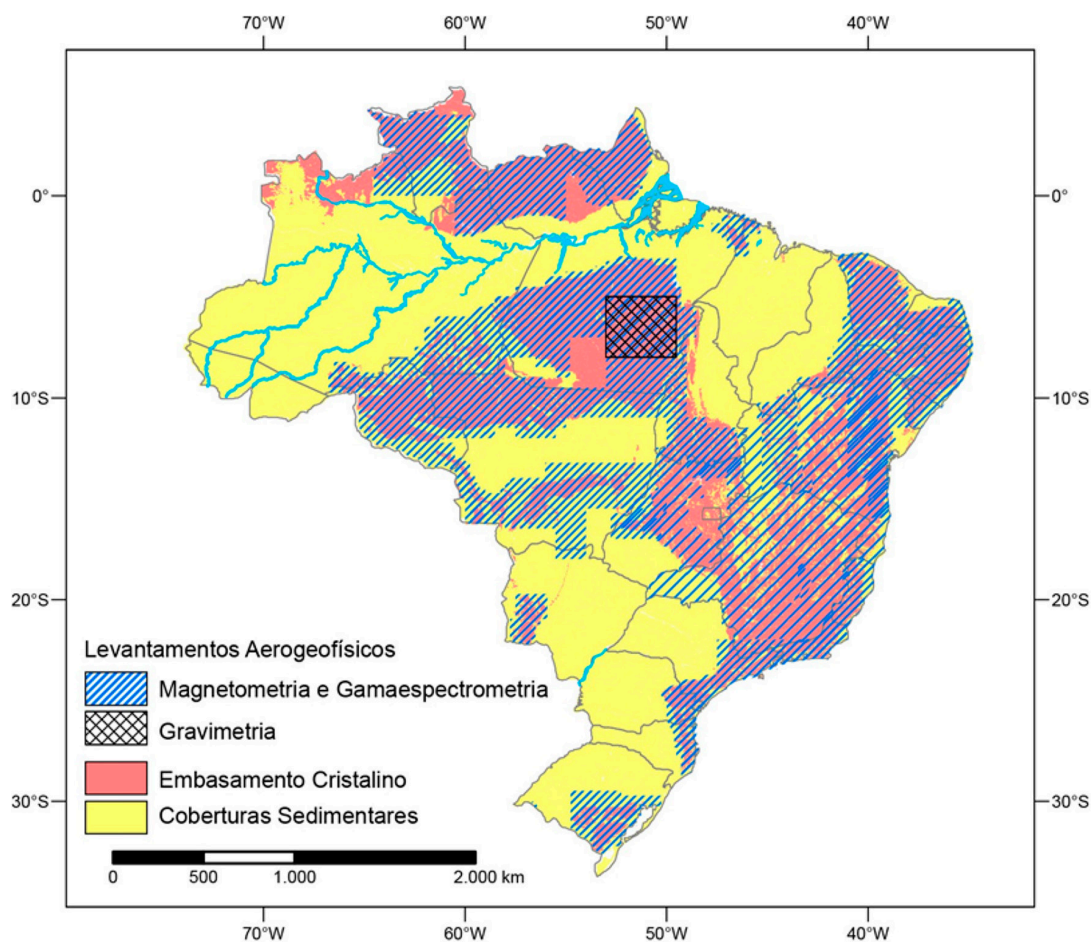 70°W 60°W 50°W 40°W
0° 0°
10°S 10°S
20°S 20°S
Levantamentos Aerogeofísicos
Magnetometria e Gamaespectrometria
Gravimetria
Embasamento Cristalino
30°S 30°S
Coberturas Sedimentares
0 500 1.000 2.000 km
70°W 60°W 50°W 40°W